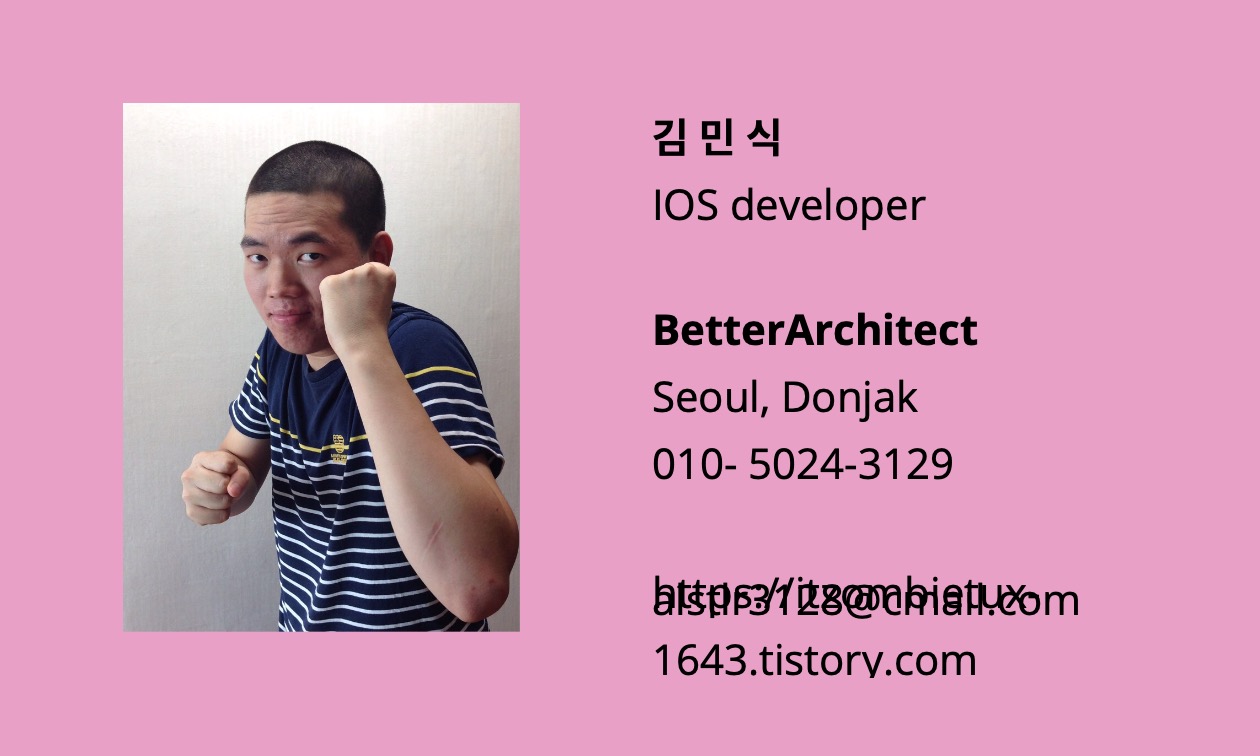 김 민 식
IOS developer
BetterArchitect
Seoul, Donjak
010- 5024-3129
1643.tistory.com